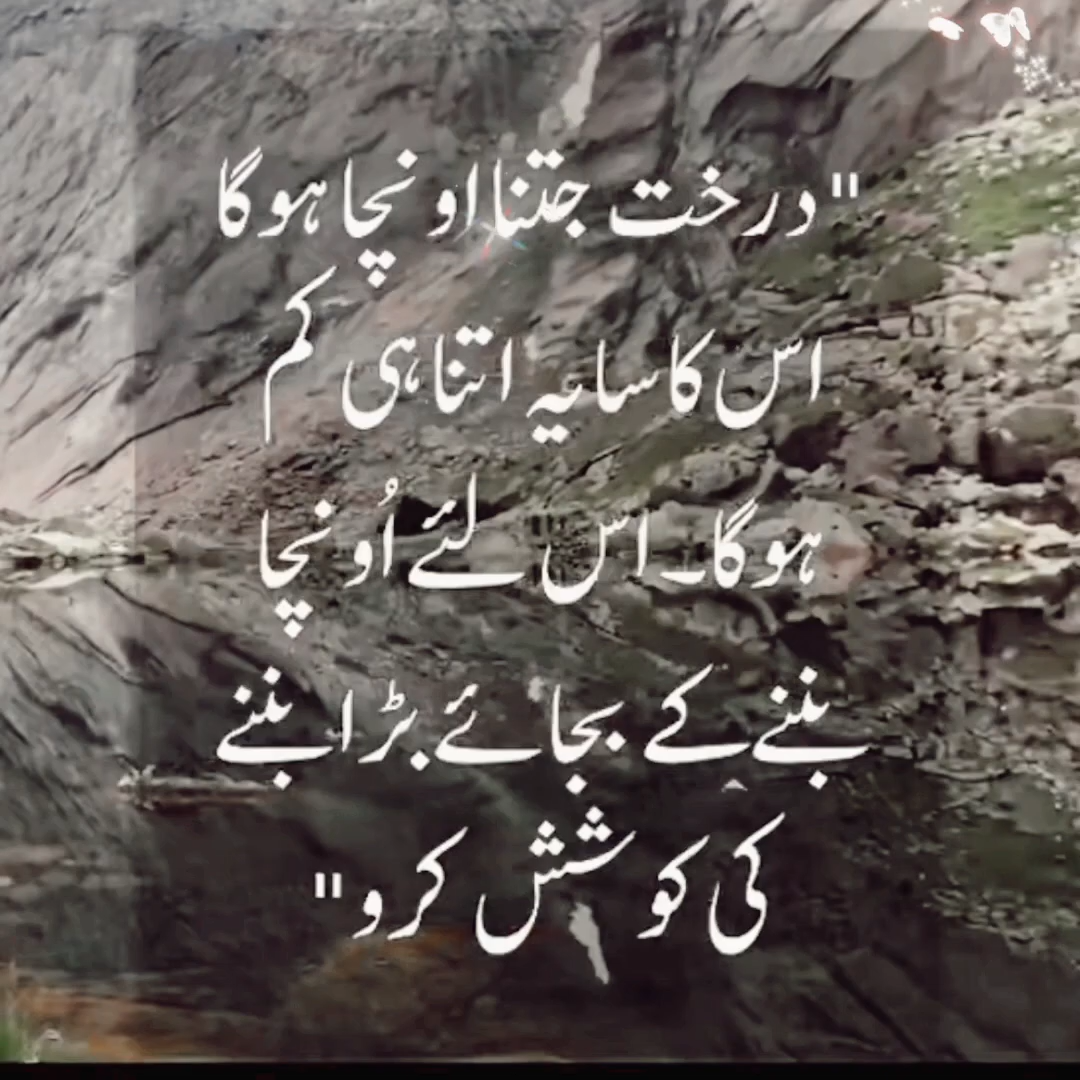 "درخت جتنا اونچا ہوگا
اس کا سایہ اتنا ہی کم
ہوگا۔ اس لئے اُونچا
بننے کے بجائے بڑا بننے
کی کوشش کرو"